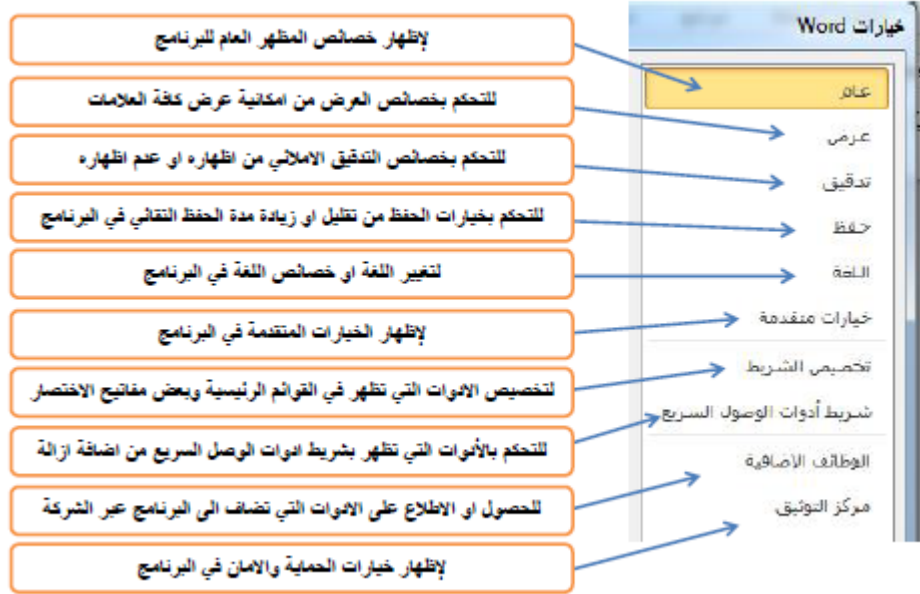 خيارات Word
عام
عرض
تدقيق
حفظ
اللغة
خيارات متقدمة
تخصيص الشريط
شريط أدوات الوصول السريع
الوظائف الإضافية
مركز التوثيق
لإظهار خصائص المظهر العام للبرنامج
للتحكم بخصائص العرض من امكانية عرض كافة العلامات
للتحكم بخصائص التدقيق الاملائي من اظهاره او عدم اظهاره
للتحكم بخيارات الحفظ من تقليل او زيادة مدة الحفظ التقائي في البرنامج
لتغيير اللغة او خصائص اللغة في البرنامج
لإظهار الخيارات المتقدمة في البرنامج
لتخصيص الادوات التي تظهر في القوائم الرئيسية وبعض مفاتيح الاختصار
للتحكم بالأدوات التي تظهر بشريط ادوات الوصل السريع من اضافة ازالة
للحصول او الاطلاع على الادوات التي تضاف الى البرنامج عبر الشركة
لإظهار خيارات الحماية والامان في البرنامج